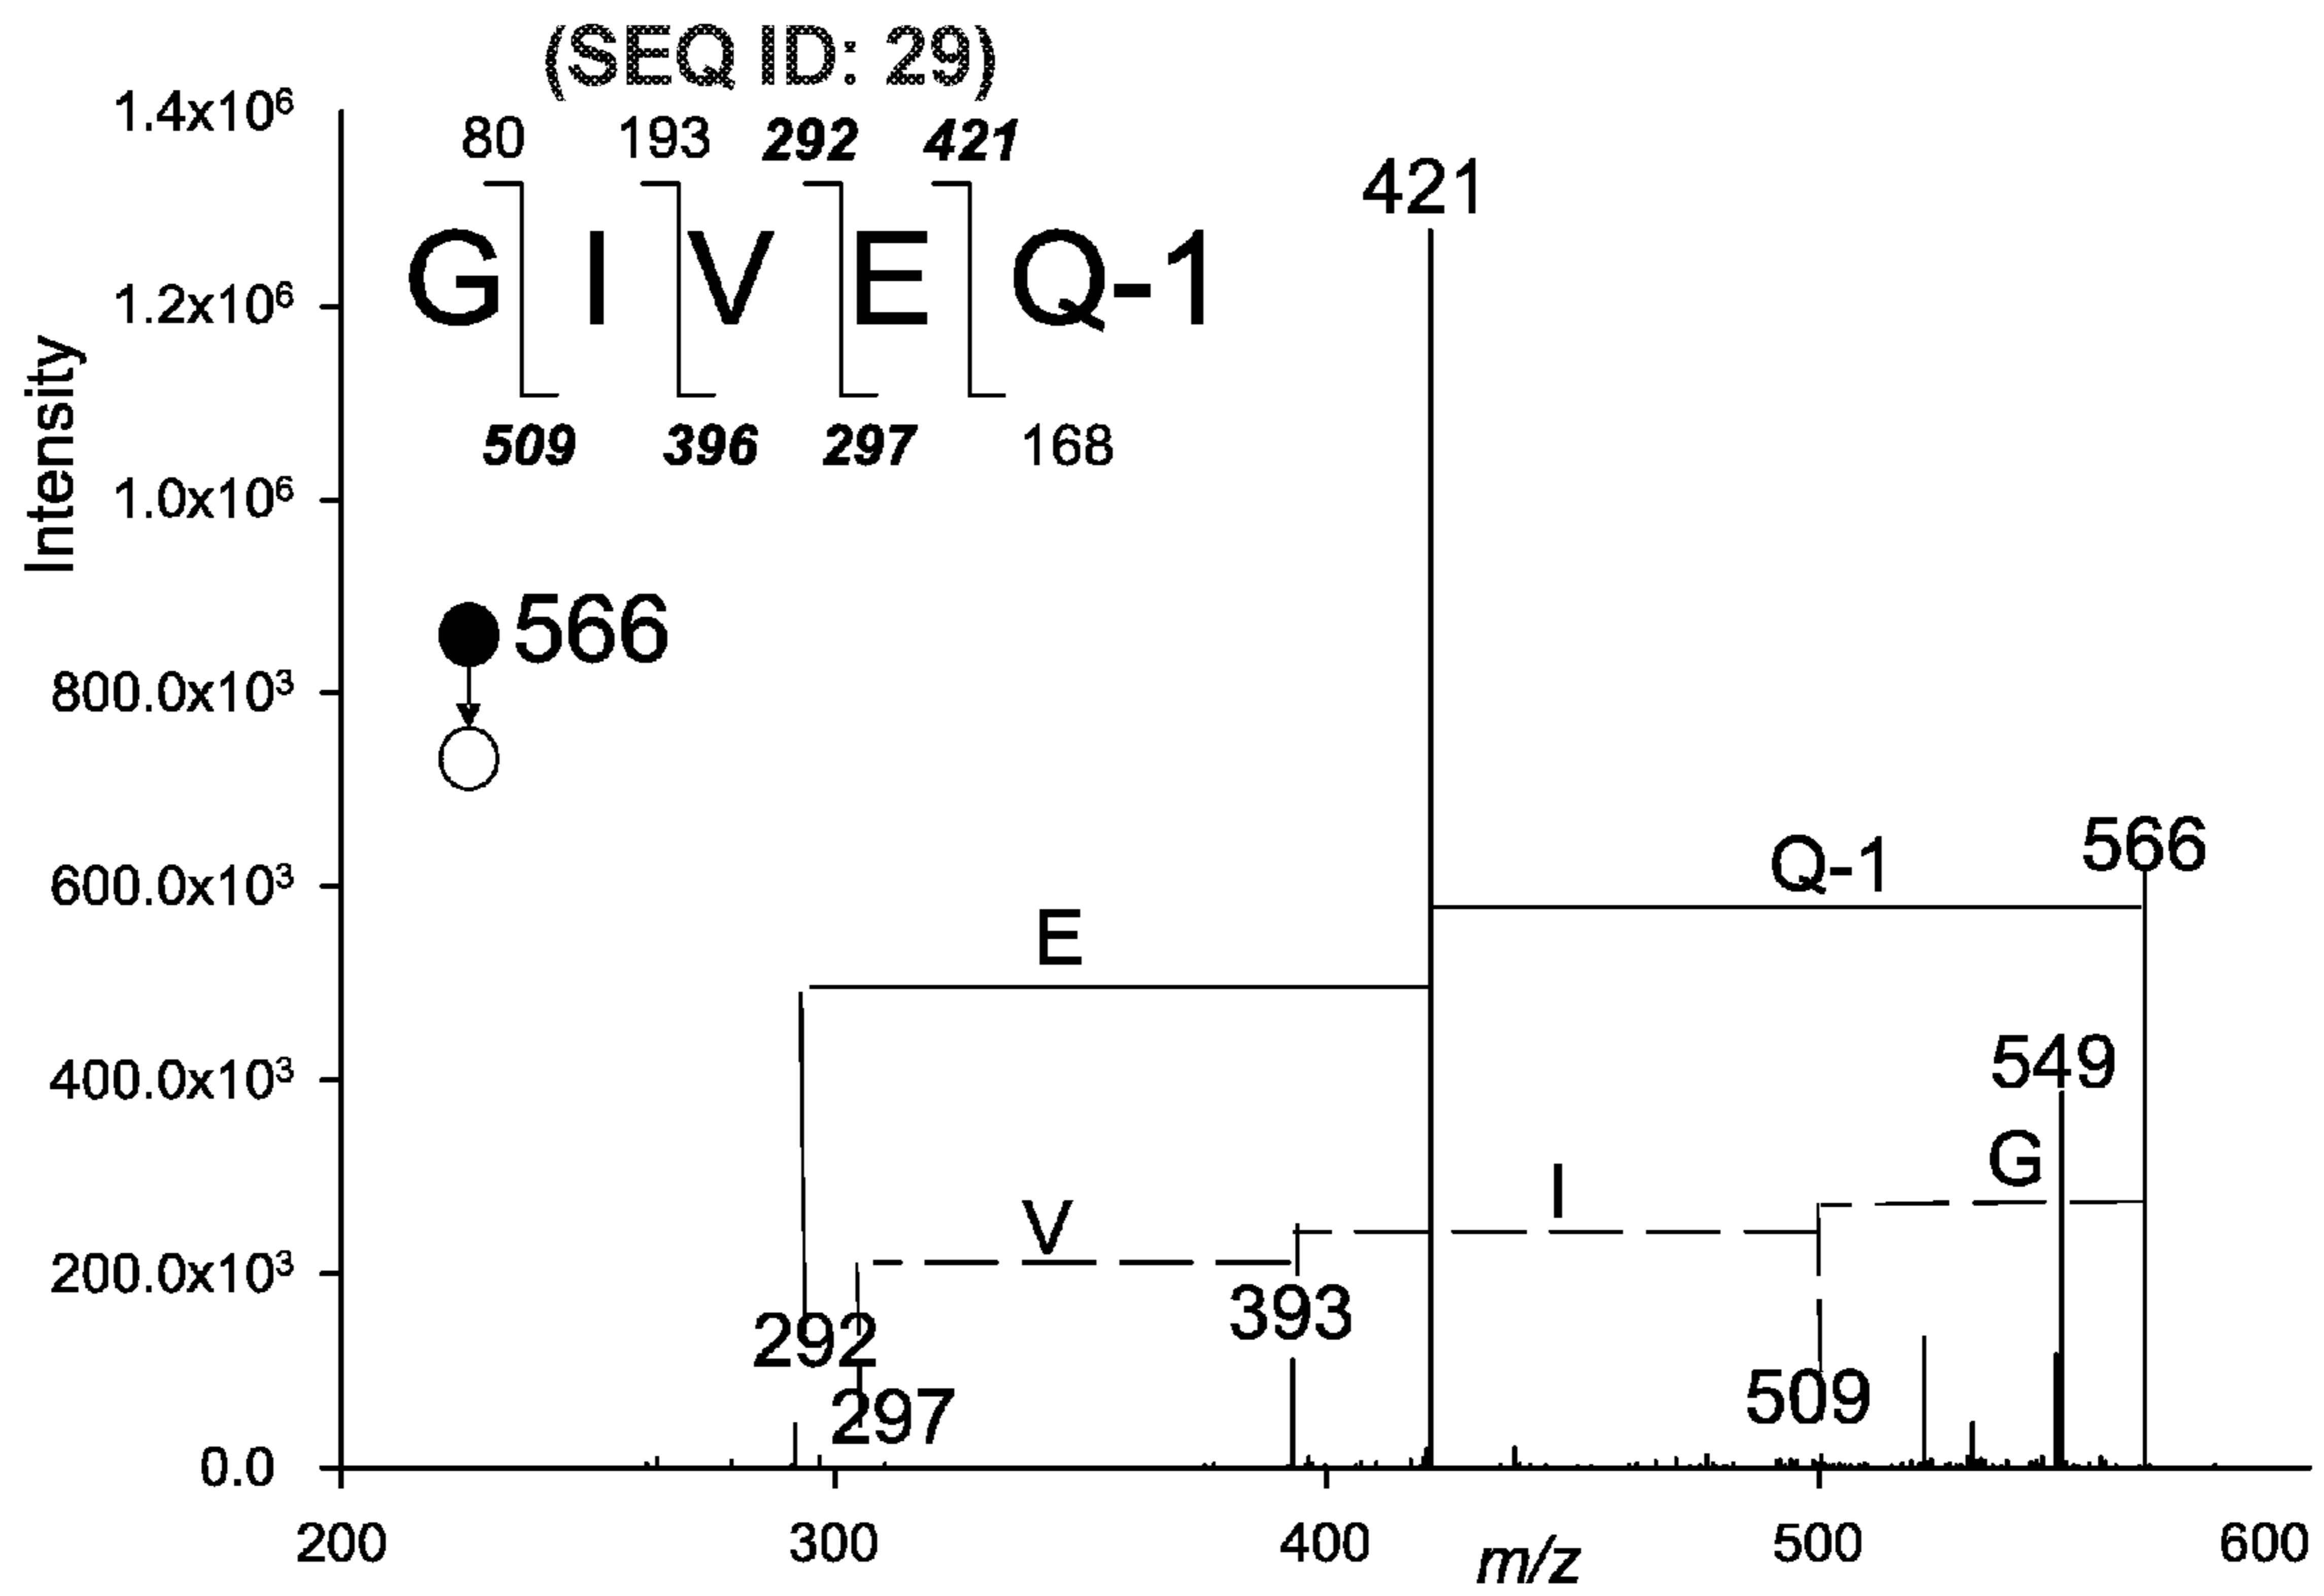 (SEQ ID: 29)
1.4x10⁶
80 193 292 421
421
G I V E Q-1
1.2x10⁶
Intensity
509 396 297 168
1.0x10⁶
566
800.0x10³
Q-1
566
600.0x10³
E
549
400.0x10³
G
I
V
200.0x10³
393
292
509
297
0.0
200 300 400 m/z 500 600